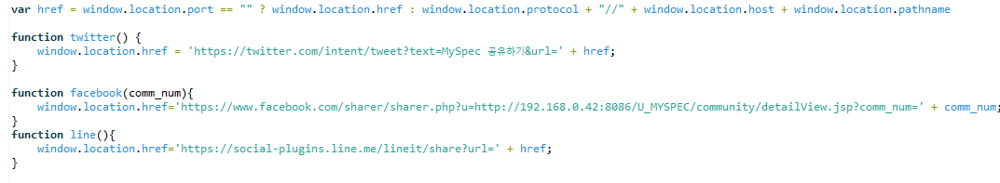 var href = window.location.port == "" ? window.location.href : window.location.protocol + "//" + window.location.host + window.location.pathname
function twitter() {
window.location.href = 'https://twitter.com/intent/tweet?text=MySpec 공유하기&url=' + href;
}
function facebook(comm_num){
window.location.href='https://www.facebook.com/sharer/sharer.php?u=http://192.168.0.42:8086/U_MYSPEC/community/detailView.jsp?comm_num=' + comm_num;
}
function line(){
window.location.href='https://social-plugins.line.me/lineit/share?url=' + href;
}